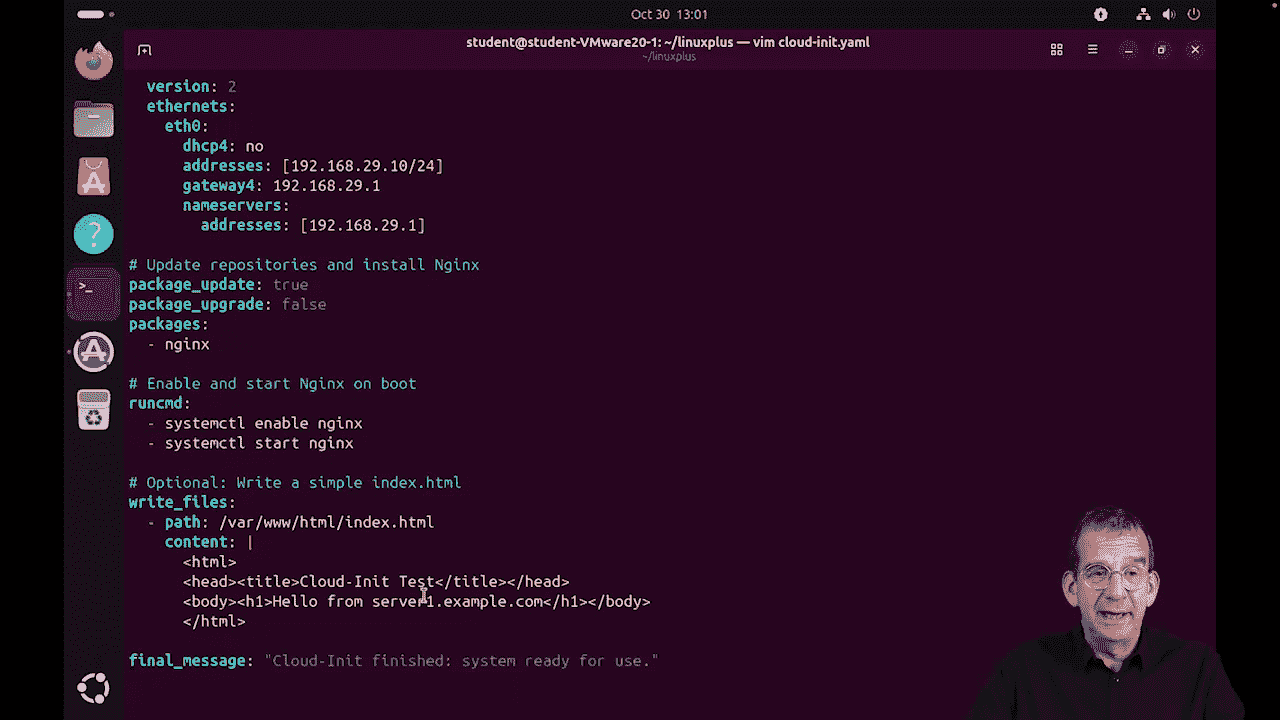 Oct 30 13:01
student@student-VMware20-1: ~/linuxplus — vim cloud-init.yaml
~/linuxplus
version: 2
ethernets:
eth0:
dhcp4: no
addresses: [192.168.29.10/24]
gateway4: 192.168.29.1
nameservers:
addresses: [192.168.29.1]
# Update repositories and install Nginx
package_update: true
package_upgrade: false
packages:
- nginx
# Enable and start Nginx on boot
runcmd:
- systemctl enable nginx
- systemctl start nginx
# Optional: Write a simple index.html
write_files:
- path: /var/www/html/index.html
content: |
<html>
<head><title>Cloud-Init Test</title></head>
<body><h1>Hello from server1.example.com</h1></body>
</html>
final_message: "Cloud-Init finished: system ready for use."